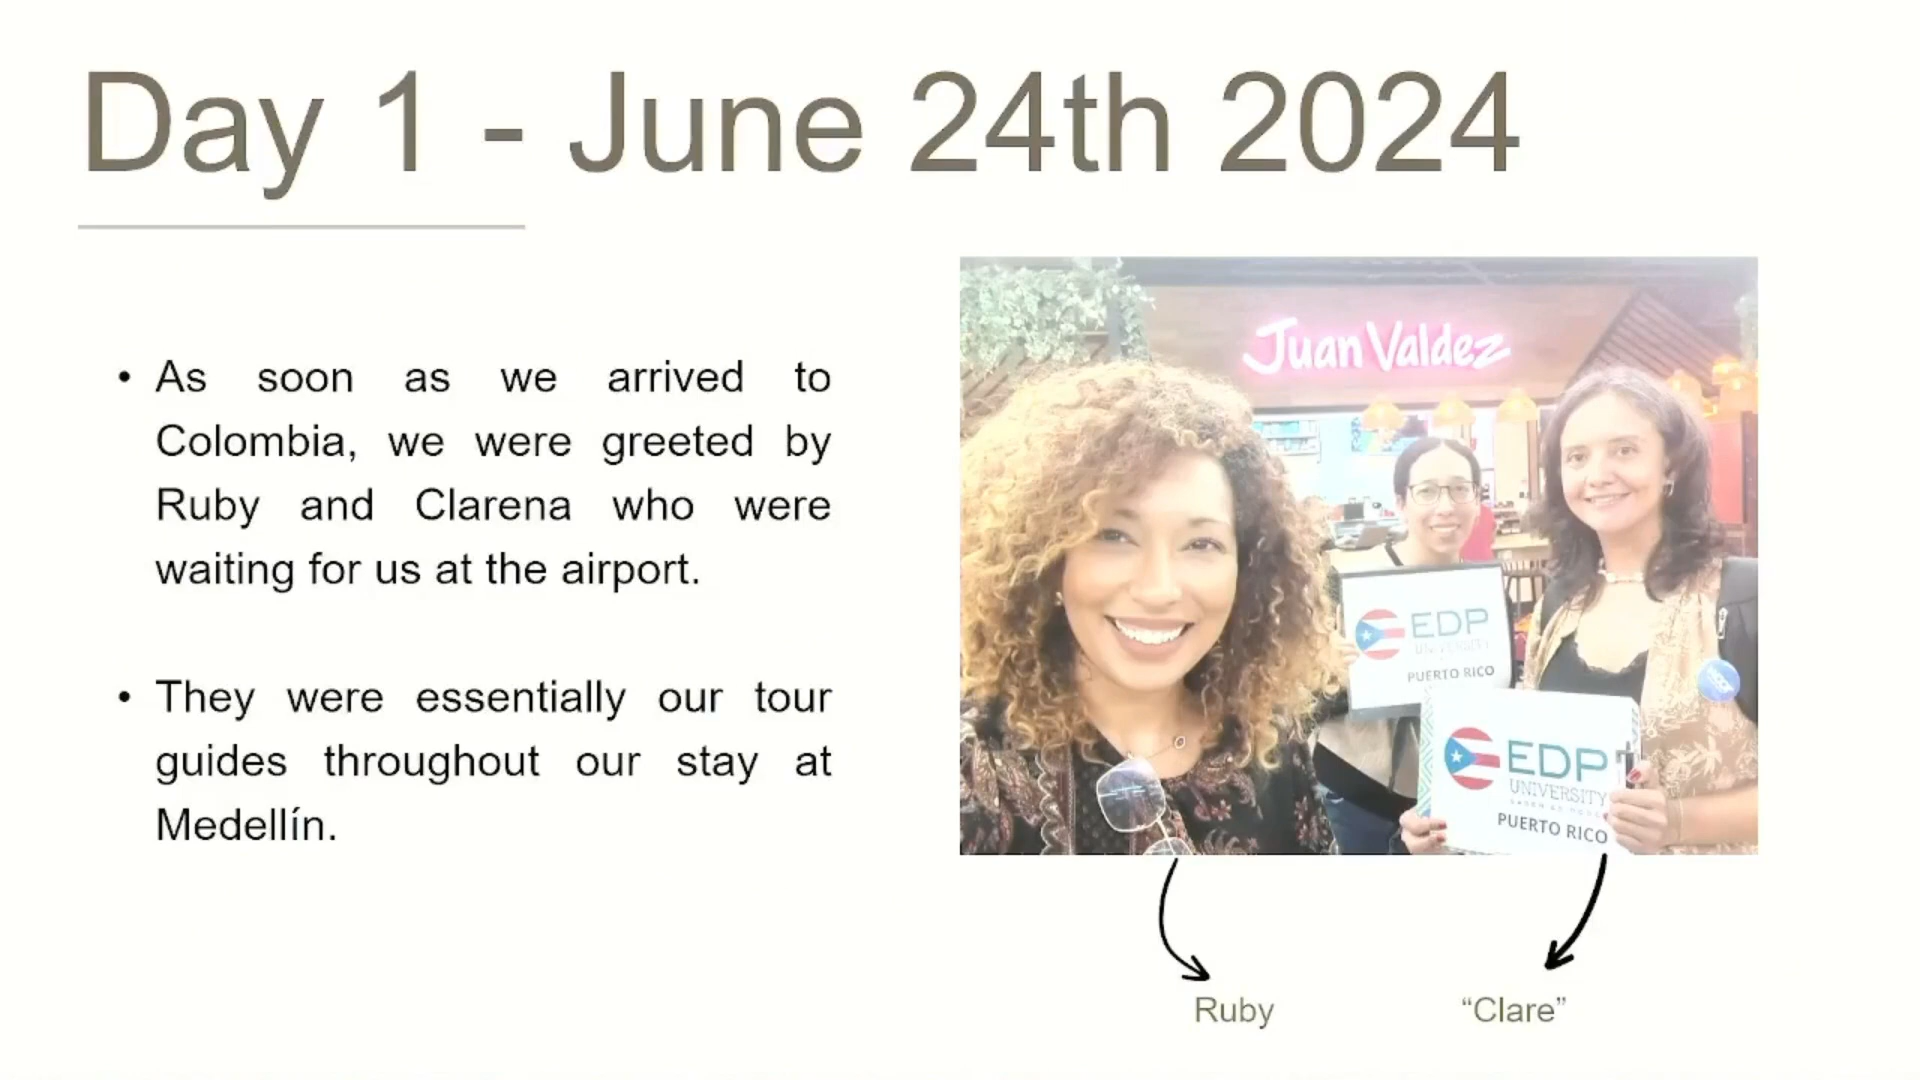 Day 1 - June 24th 2024
• As soon as we arrived to
Colombia, we were greeted by
Ruby and Clarena who were
waiting for us at the airport.
• They were essentially our tour
guides throughout our stay at
Medellín.
Juan Valdez
EDP
UNIVERSITY
PUERTO RICO
EDP
UNIVERSITY
PUERTO RICO
Ruby
“Clare”